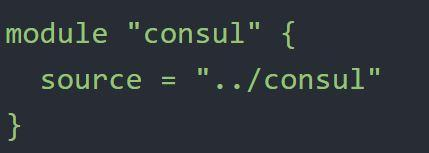 module "consul" {
  source = "../consul"
}